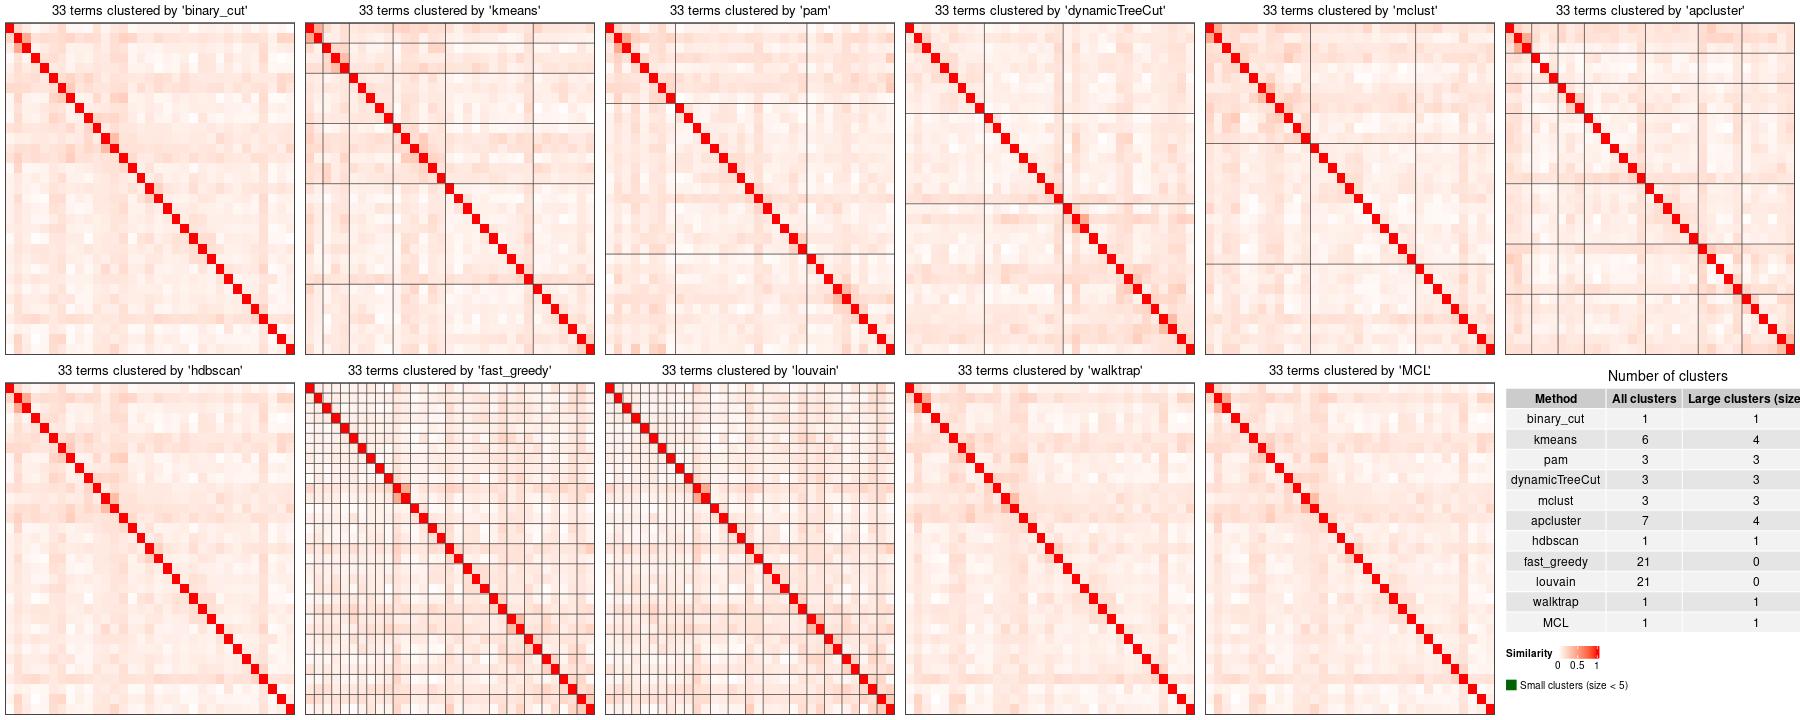 33 terms clustered by 'binary_cut'
33 terms clustered by 'kmeans'
33 terms clustered by 'pam'
33 terms clustered by 'dynamicTreeCut'
33 terms clustered by 'mclust'
33 terms clustered by 'apcluster'
33 terms clustered by 'hdbscan'
33 terms clustered by 'fast_greedy'
33 terms clustered by 'louvain'
33 terms clustered by 'walktrap'
33 terms clustered by 'MCL'
Number of clusters
Method All clusters Large clusters (size
binary_cut 1 1
kmeans 6 4
pam 3 3
dynamicTreeCut 3 3
mclust 3 3
apcluster 7 4
hdbscan 1 1
fast_greedy 21 0
louvain 21 0
walktrap 1 1
MCL 1 1
Similarity
0 0.5 1
Small clusters (size < 5)